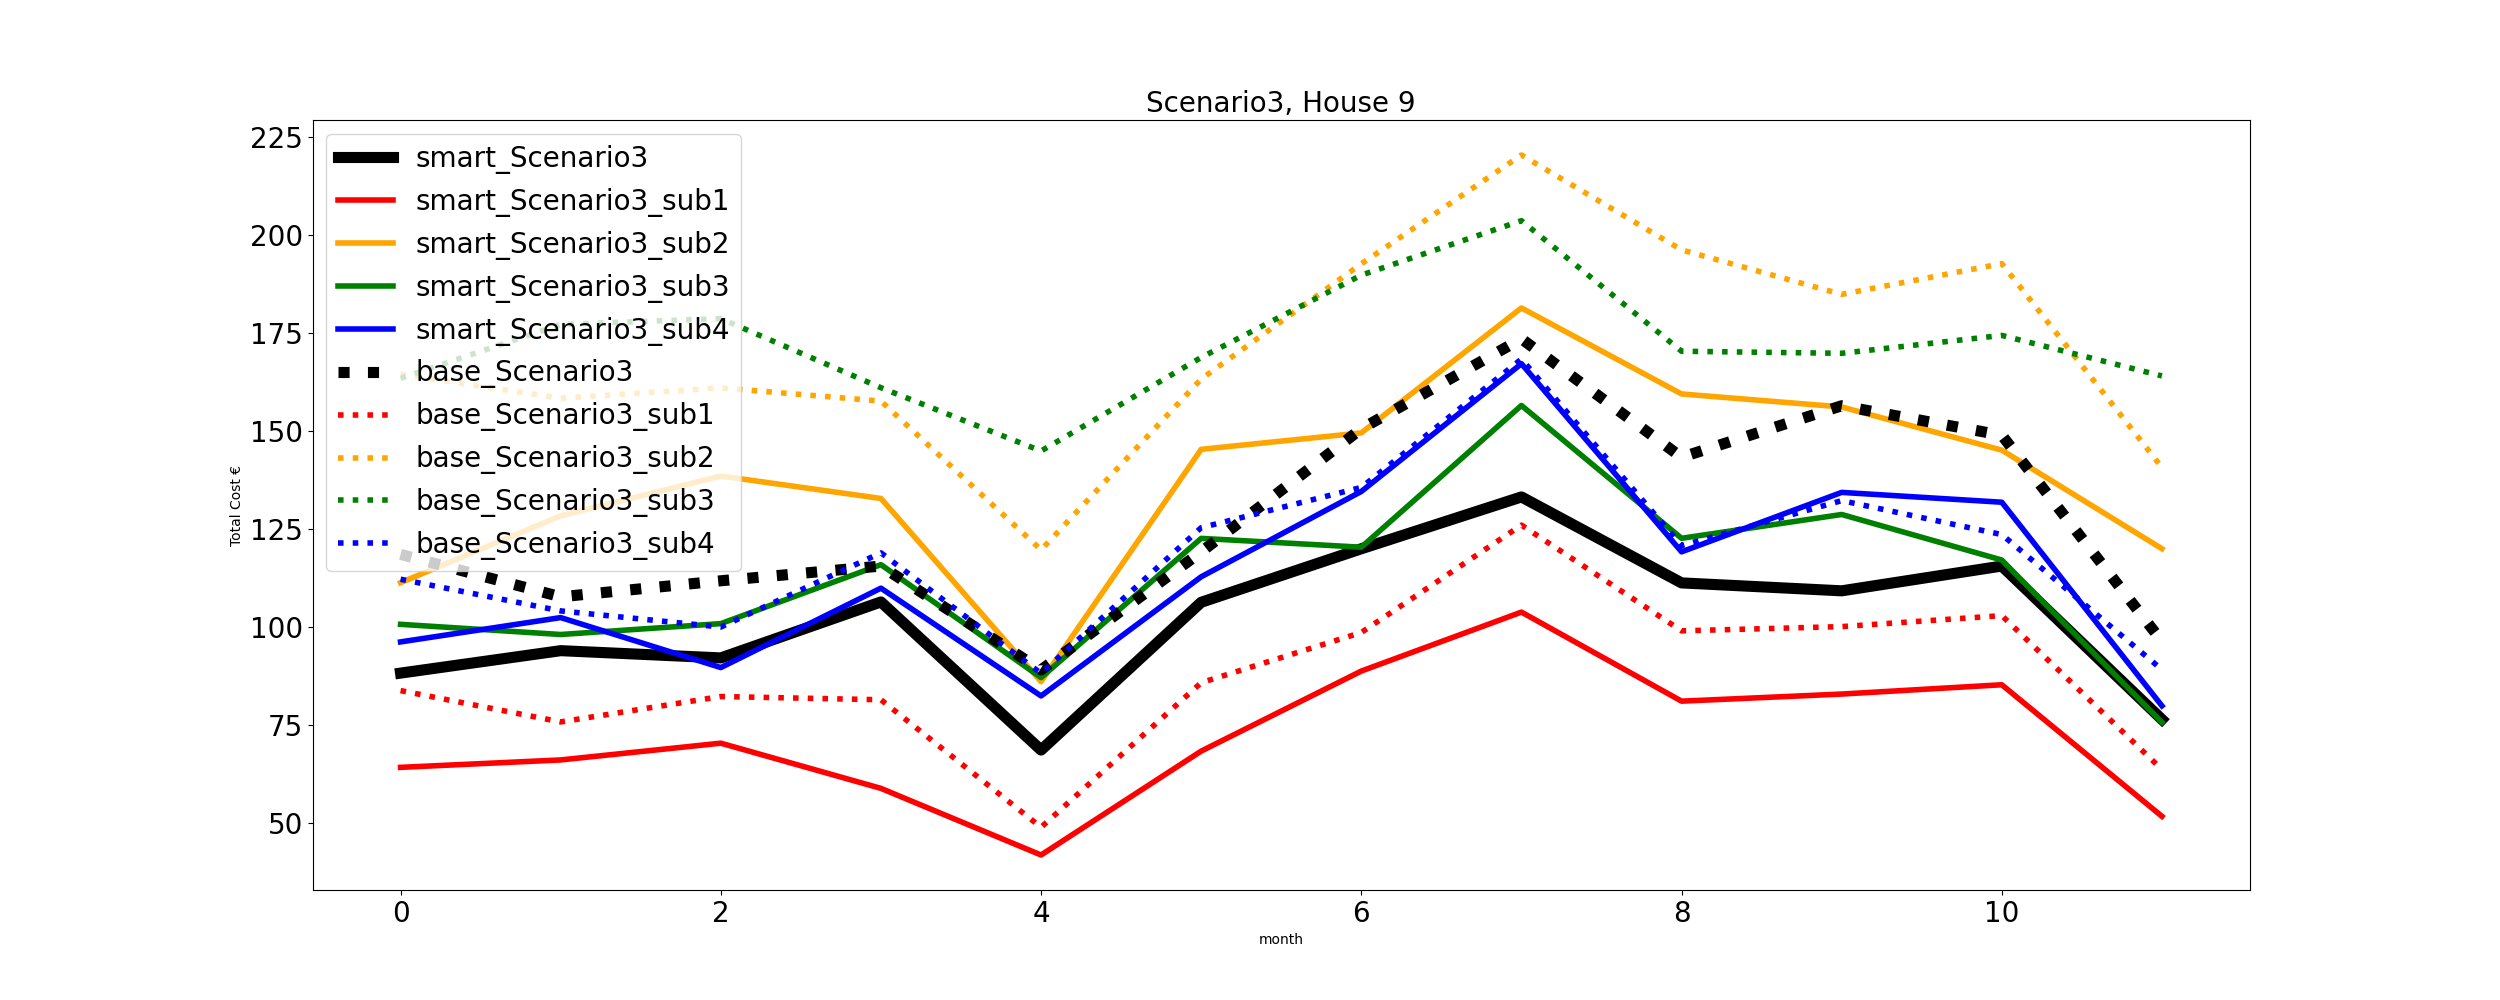 Scenario3, House 9
225
200
175
150
125
100
75
50
Total Cost €
smart_Scenario3
smart_Scenario3_sub1
smart_Scenario3_sub2
smart_Scenario3_sub3
smart_Scenario3_sub4
base_Scenario3
base_Scenario3_sub1
base_Scenario3_sub2
base_Scenario3_sub3
base_Scenario3_sub4
0 2 4 6 8 10
month